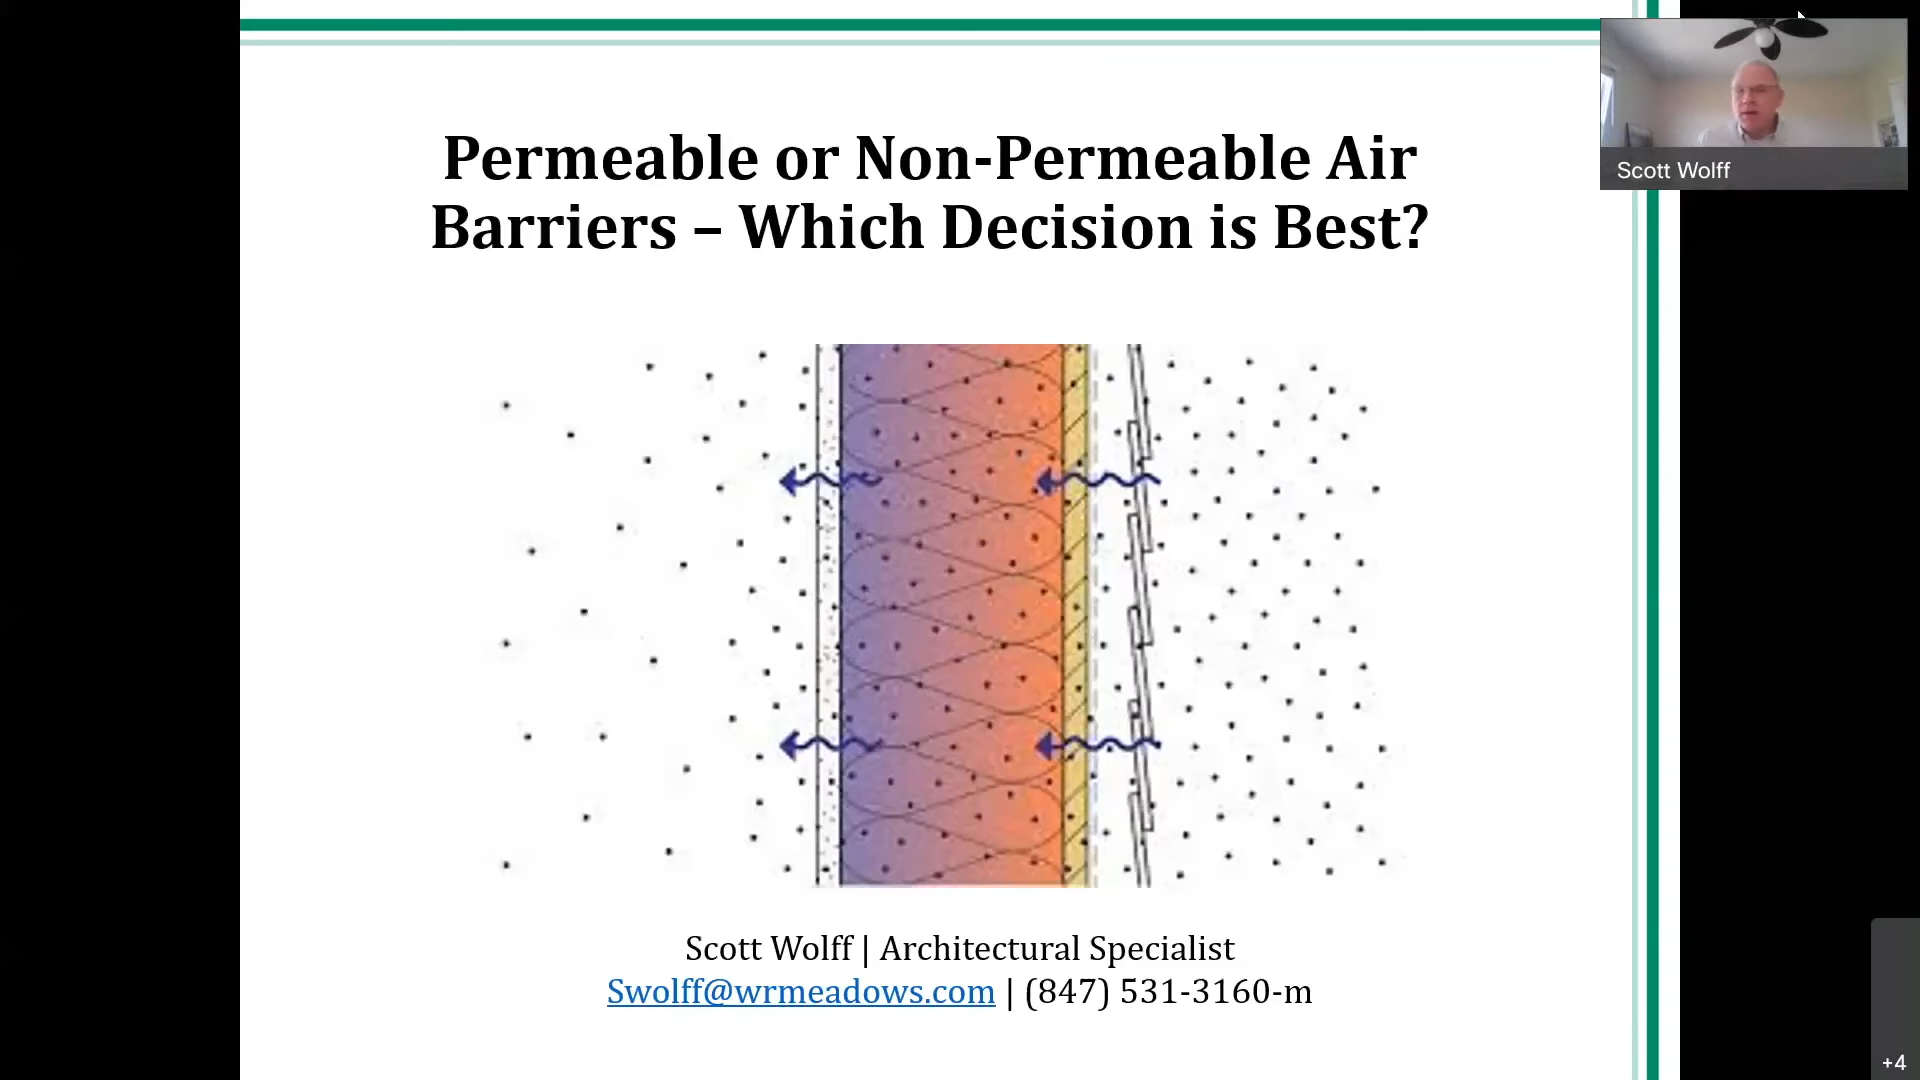 Permeable or Non-Permeable Air
Barriers – Which Decision is Best?
Scott Wolff
Scott Wolff | Architectural Specialist
Swolff@wrmeadows.com | (847) 531-3160-m
+4